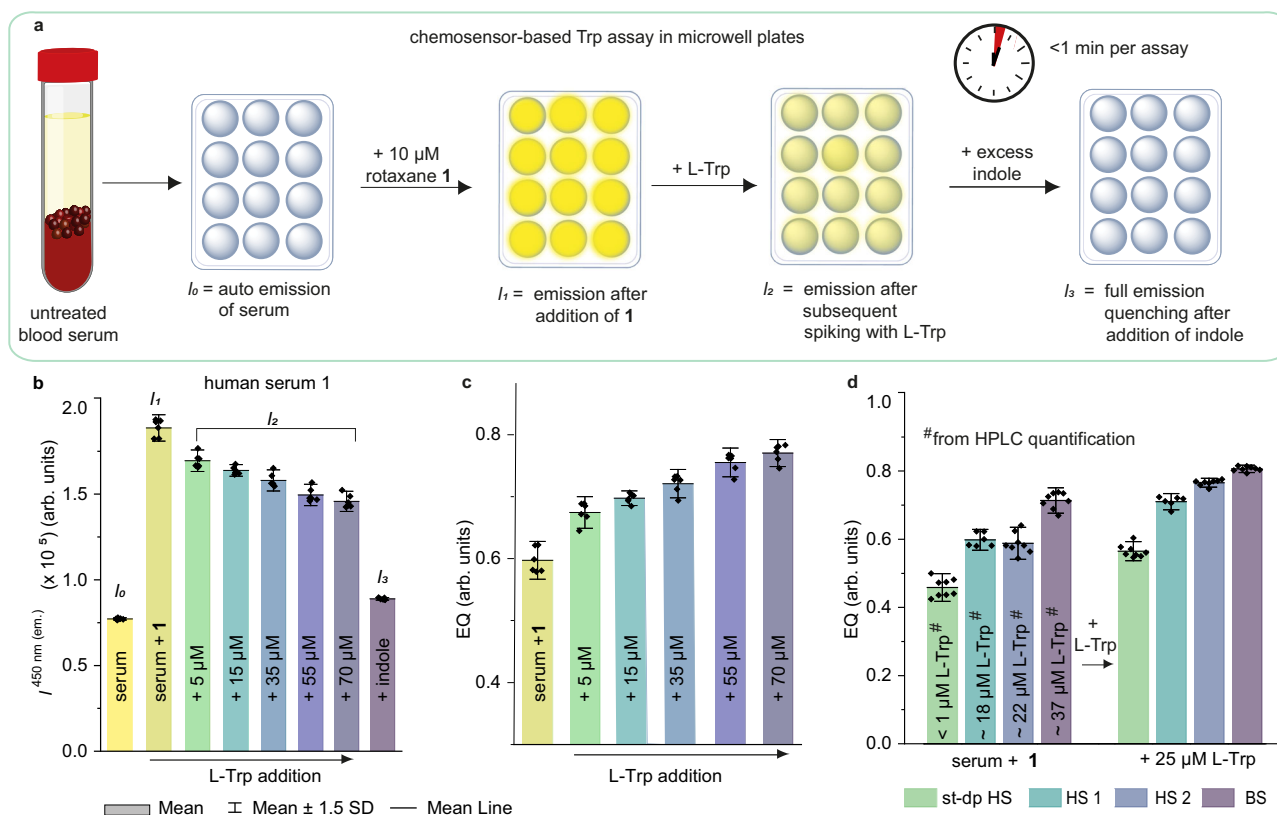 a
chemosensor-based Trp assay in microwell plates
<1 min per assay
+ 10 µM
rotaxane 1
+ L-Trp
+ excess
indole
untreated
blood serum
I₀ = auto emission
of serum
I₁ = emission after
addition of 1
I₂ = emission after
subsequent
spiking with L-Trp
I₃ = full emission
quenching after
addition of indole
b
human serum 1
I ⁴⁵⁰ ⁿᵐ ⁽ᵉᵐ·⁾ (x 10 ⁵) (arb. units)
2.0
1.5
1.0
0.75
0.0
I₀
I₁
I₂
I₃
serum
serum + 1
+ 5 µM
+ 15 µM
+ 35 µM
+ 55 µM
+ 70 µM
+ indole
L-Trp addition
Mean
Mean ± 1.5 SD
Mean Line
c
EQ (arb. units)
0.8
0.6
0.4
serum + 1
+ 5 µM
+ 15 µM
+ 35 µM
+ 55 µM
+ 70 µM
L-Trp addition
d
EQ (arb. units)
1.0
0.8
0.6
0.4
0.2
0.0
#from HPLC quantification
< 1 µM L-Trp #
~ 18 µM L-Trp #
~ 22 µM L-Trp #
~ 37 µM L-Trp #
+
L-Trp
serum + 1
+ 25 µM L-Trp
st-dp HS
HS 1
HS 2
BS